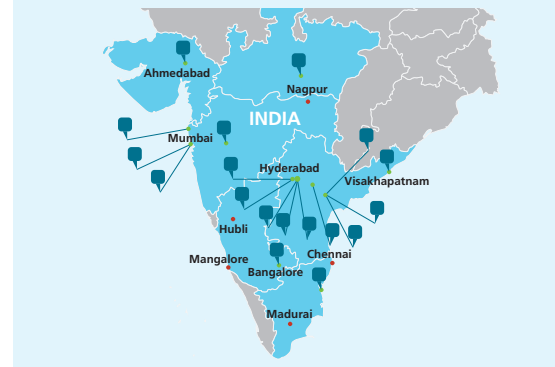 Ahmedabad
Nagpur
INDIA
Mumbai
Hyderabad
Visakhapatnam
Hubli
Chennai
Mangalore
Bangalore
Madurai